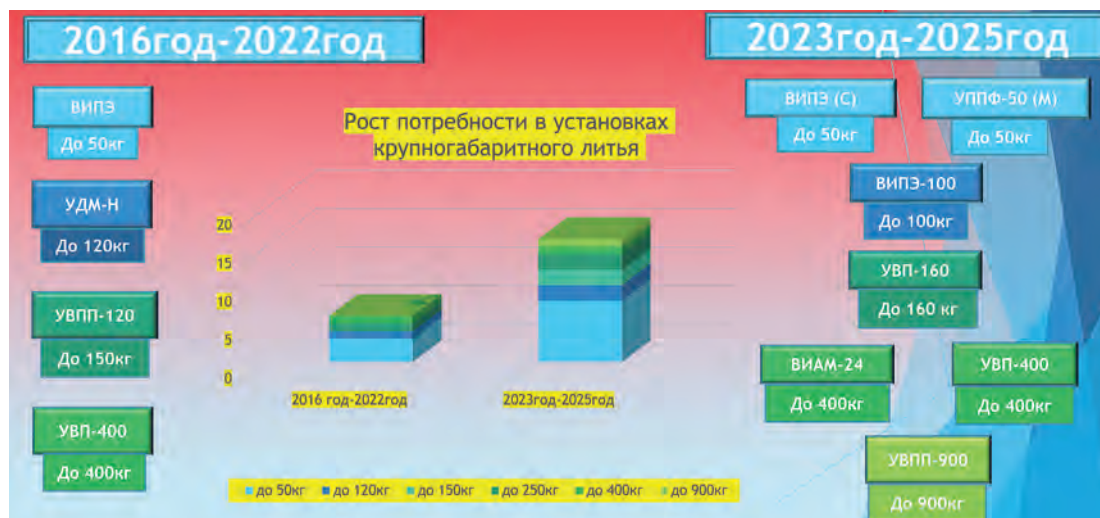 2016год-2022год
2023год-2025год
ВИПЭ
До 50кг
УДМ-Н
До 120кг
УВПП-120
До 150кг
УВП-400
До 400кг
Рост потребности в установках
крупногабаритного литья
20
15
10
5
0
2016 год-2022год
2023год-2025год
до 50кг до 120кг до 150кг до 250кг до 400кг до 900кг
ВИПЭ (С)
До 50кг
УППФ-50 (М)
До 50кг
ВИПЭ-100
До 100кг
УВП-160
До 160 кг
ВИАМ-24
До 400кг
УВП-400
До 400кг
УВПП-900
До 900кг